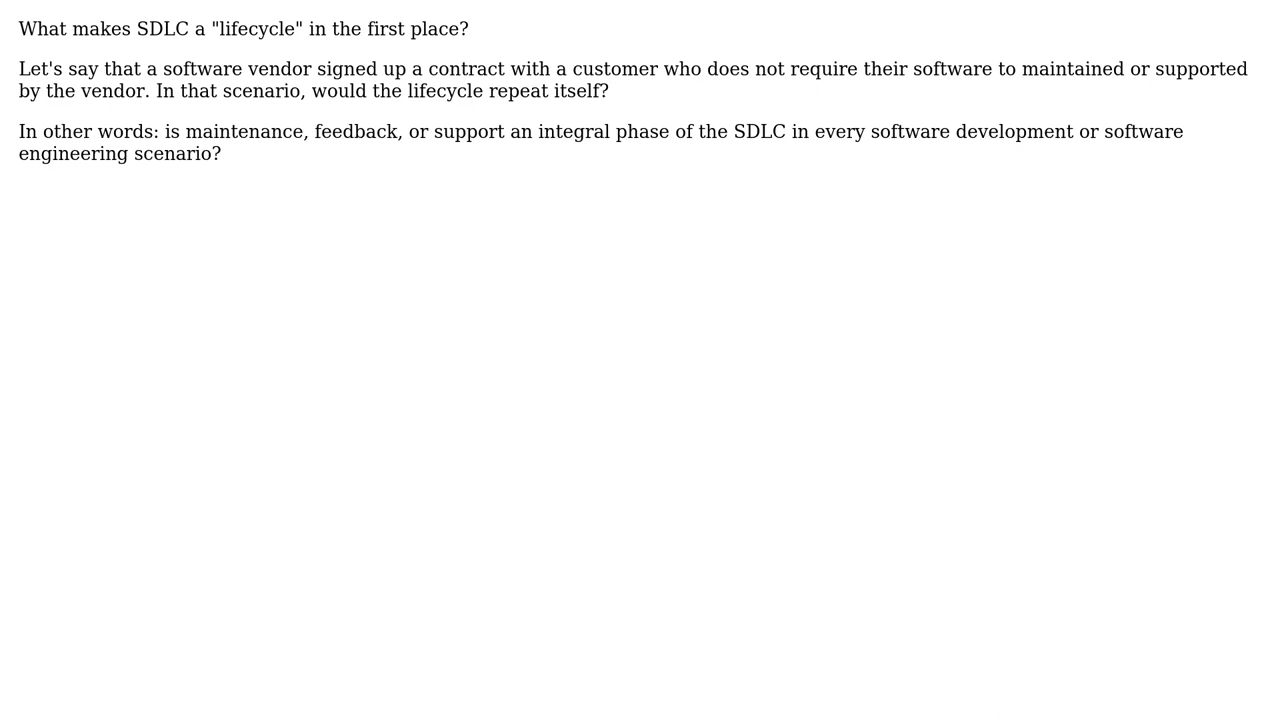 What makes SDLC a "lifecycle" in the first place?
Let's say that a software vendor signed up a contract with a customer who does not require their software to maintained or supported
by the vendor. In that scenario, would the lifecycle repeat itself?
In other words: is maintenance, feedback, or support an integral phase of the SDLC in every software development or software
engineering scenario?